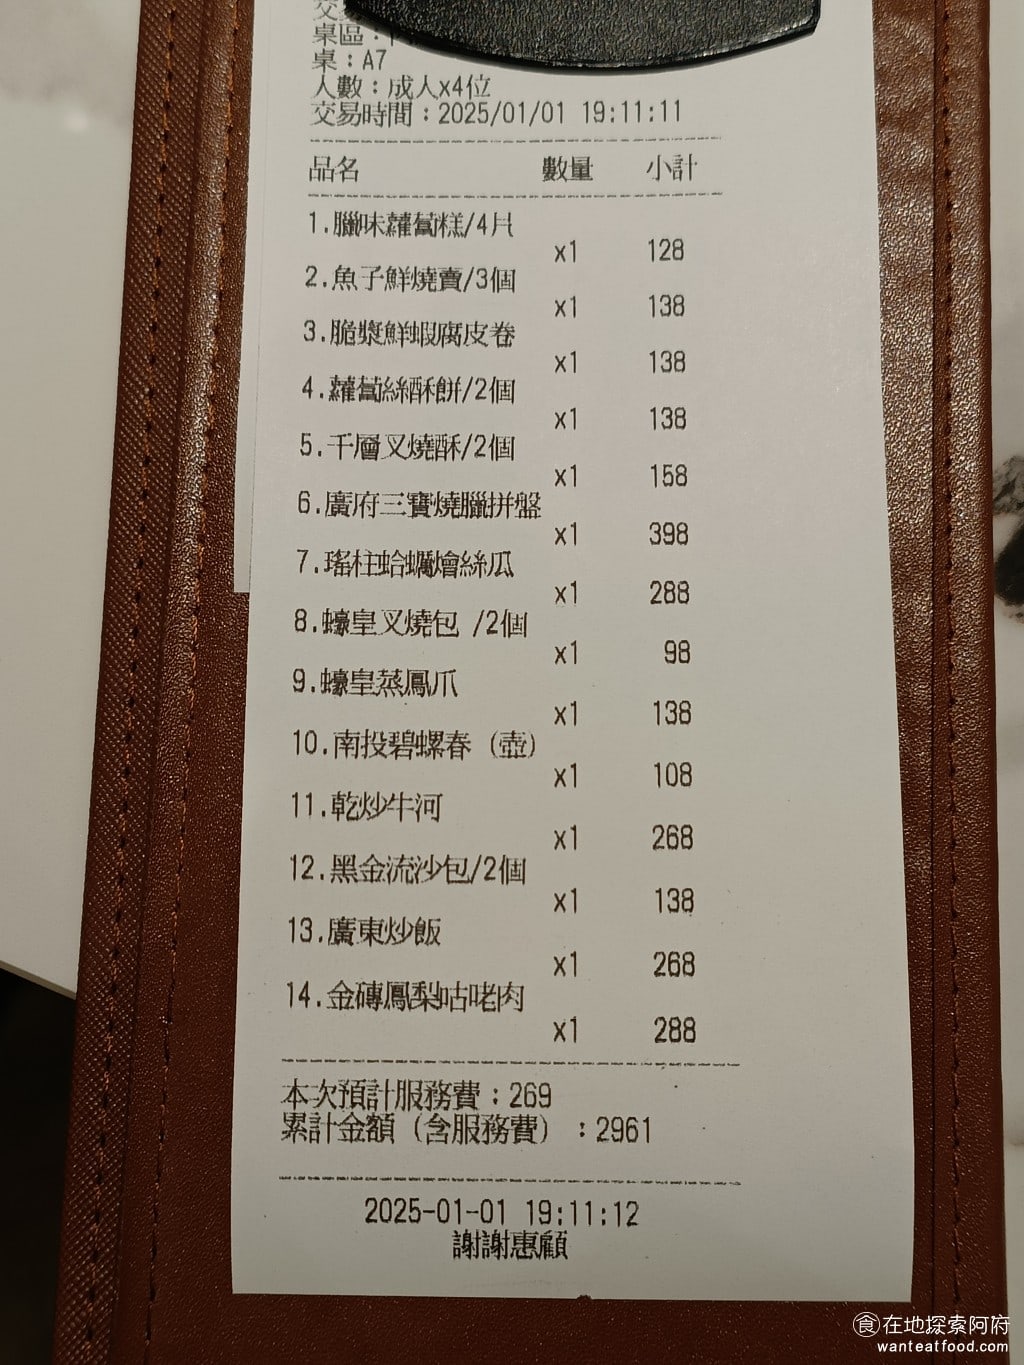 桌區：
桌：A7
人數：成人x4位
交易時間：2025/01/01 19:11:11
品名 數量 小計
1.臘味蘿蔔糕/4片
x1 128
2.魚子鮮燒賣/3個
x1 138
3.脆漿鮮蝦腐皮卷
x1 138
4.蘿蔔絲酥餅/2個
x1 138
5.千層叉燒酥/2個
x1 158
6.廣府三寶燒臘拼盤
x1 398
7.瑤柱蛤蠣燴絲瓜
x1 288
8.蠔皇叉燒包 /2個
x1 98
9.蠔皇蒸鳳爪
x1 138
10.南投碧螺春（壺）
x1 108
11.乾炒牛河
x1 268
12.黑金流沙包/2個
x1 138
13.廣東炒飯
x1 268
14.金磚鳳梨咕咾肉
x1 288
本次預計服務費：269
累計金額（含服務費）：2961
2025-01-01 19:11:12
謝謝惠顧
食在地探索阿府
wanteatfood.com